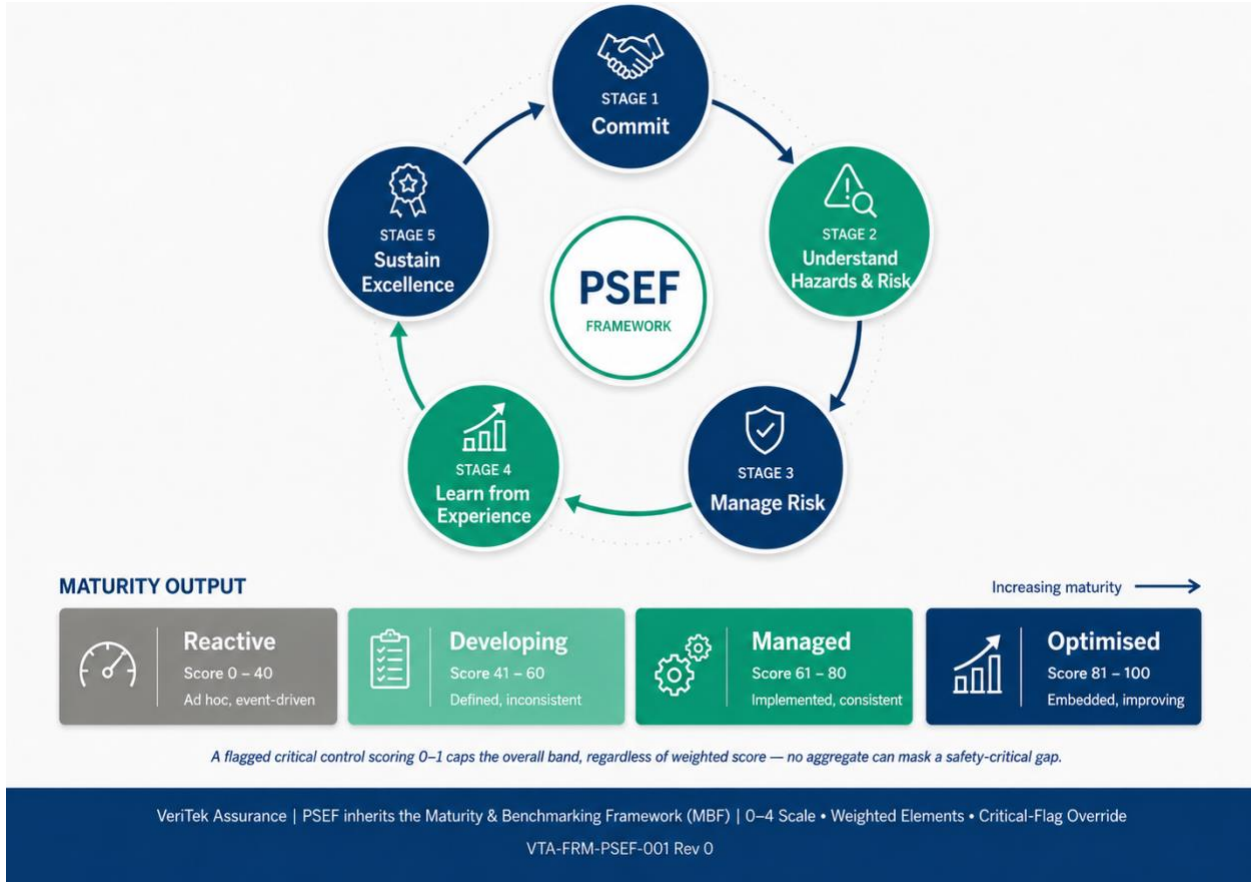 STAGE 1
Commit
STAGE 5
Sustain
Excellence
STAGE 2
Understand
Hazards & Risk
PSEF
FRAMEWORK
STAGE 4
Learn from
Experience
STAGE 3
Manage Risk
MATURITY OUTPUT
Increasing maturity
Reactive
Score 0 – 40
Ad hoc, event-driven
Developing
Score 41 – 60
Defined, inconsistent
Managed
Score 61 – 80
Implemented, consistent
Optimised
Score 81 – 100
Embedded, improving
A flagged critical control scoring 0–1 caps the overall band, regardless of weighted score — no aggregate can mask a safety-critical gap.
VeriTek Assurance | PSEF inherits the Maturity & Benchmarking Framework (MBF) | 0–4 Scale • Weighted Elements • Critical-Flag Override
VTA-FRM-PSEF-001 Rev 0